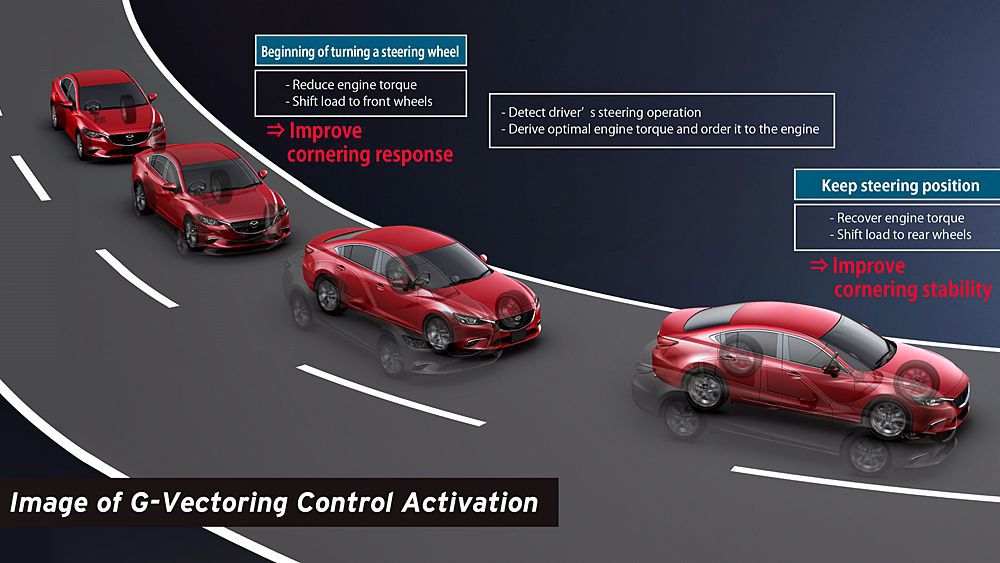 Beginning of turning a steering wheel
- Reduce engine torque
- Shift load to front wheels
⇒ Improve
cornering response
- Detect driver’ s steering operation
- Derive optimal engine torque and order it to the engine
Keep steering position
- Recover engine torque
- Shift load to rear wheels
⇒ Improve
cornering stability
Image of G-Vectoring Control Activation